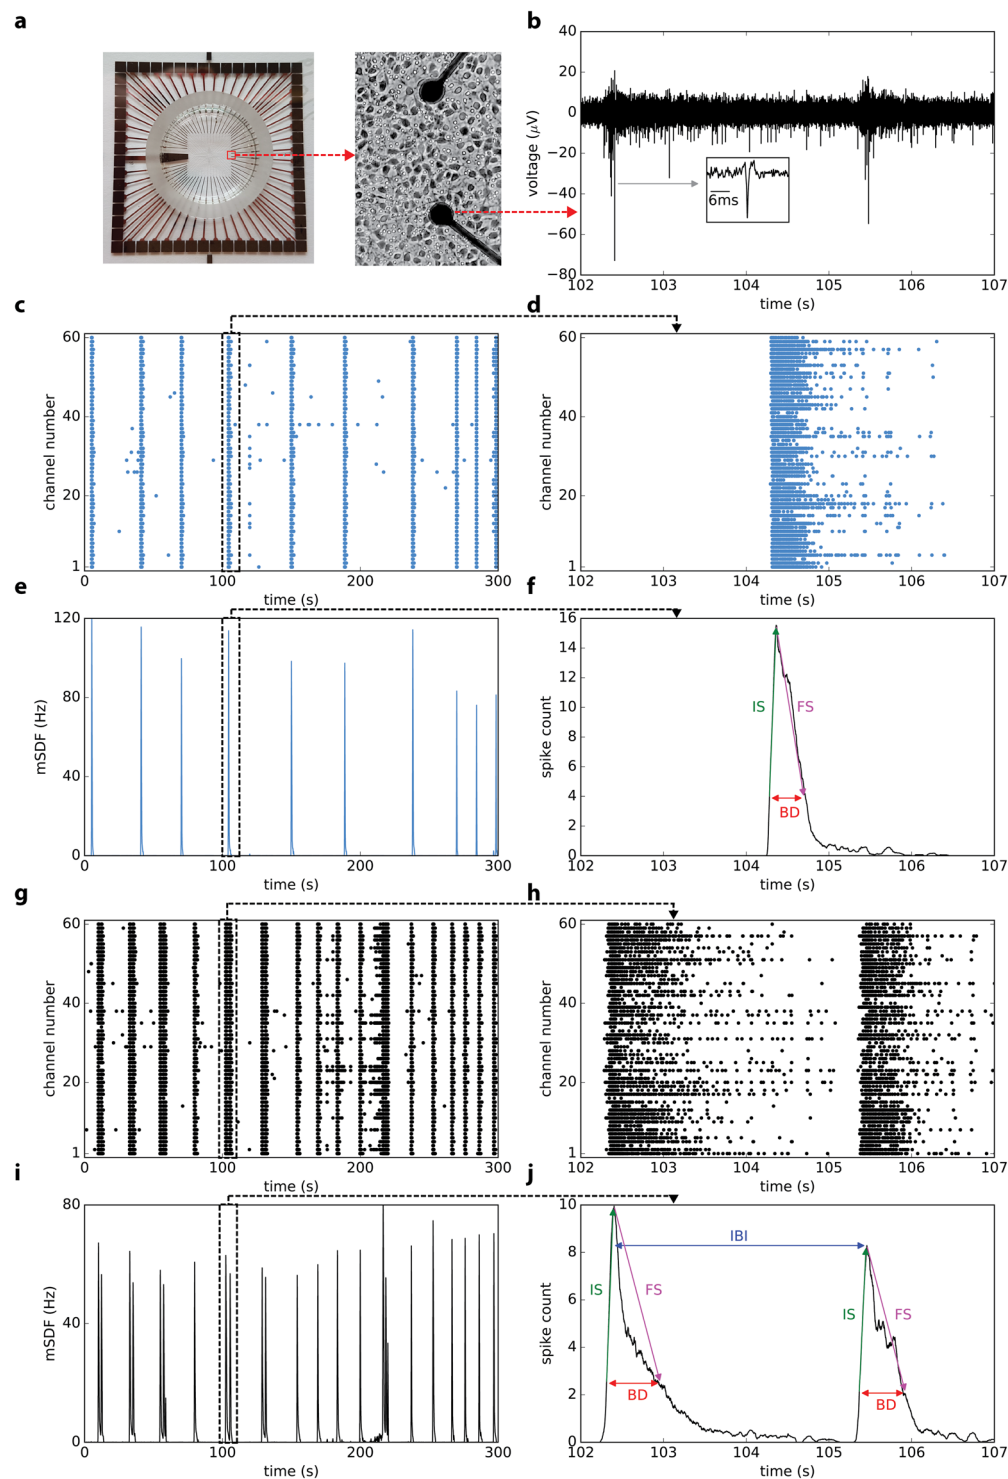 a
b
40
20
0
−20
−40
−60
−80
voltage (μV)
6ms
102 103 104 105 106 107
time (s)
c
60
40
20
1
channel number
0 100 200 300
time (s)
d
60
40
20
1
channel number
102 103 104 105 106 107
time (s)
e
120
80
40
0
mSDF (Hz)
0 100 200 300
time (s)
f
16
14
12
10
8
6
4
2
0
spike count
IS FS
BD
102 103 104 105 106 107
time (s)
g
60
40
20
1
channel number
0 100 200 300
time (s)
h
60
40
20
1
channel number
102 103 104 105 106 107
time (s)
i
80
40
0
mSDF (Hz)
0 100 200 300
time (s)
j
10
8
6
4
2
0
spike count
IBI
IS FS
BD
IS FS
BD
102 103 104 105 106 107
time (s)